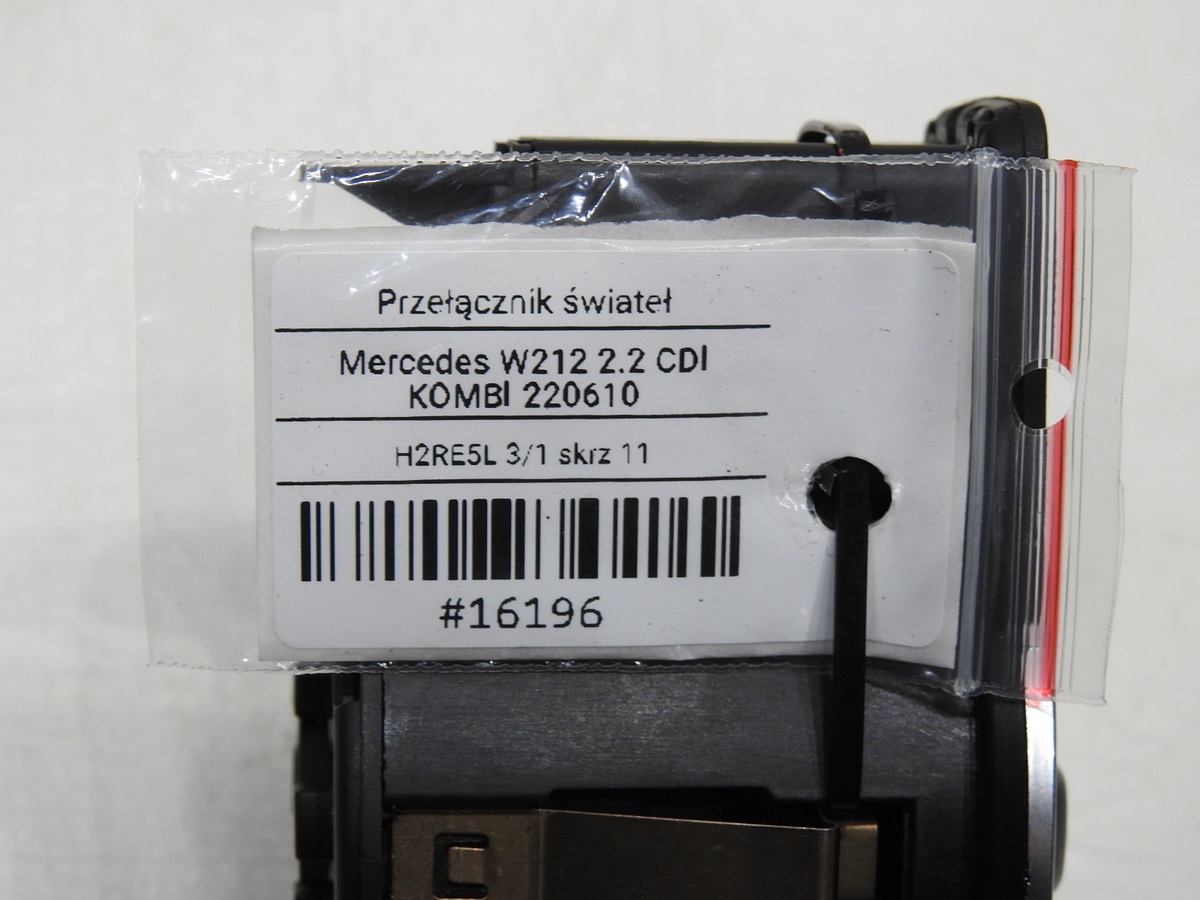 Przełącznik świateł
Mercedes W212 2.2 CDI
KOMBI 220610
H2RE5L 3/1 skrz 11
#16196